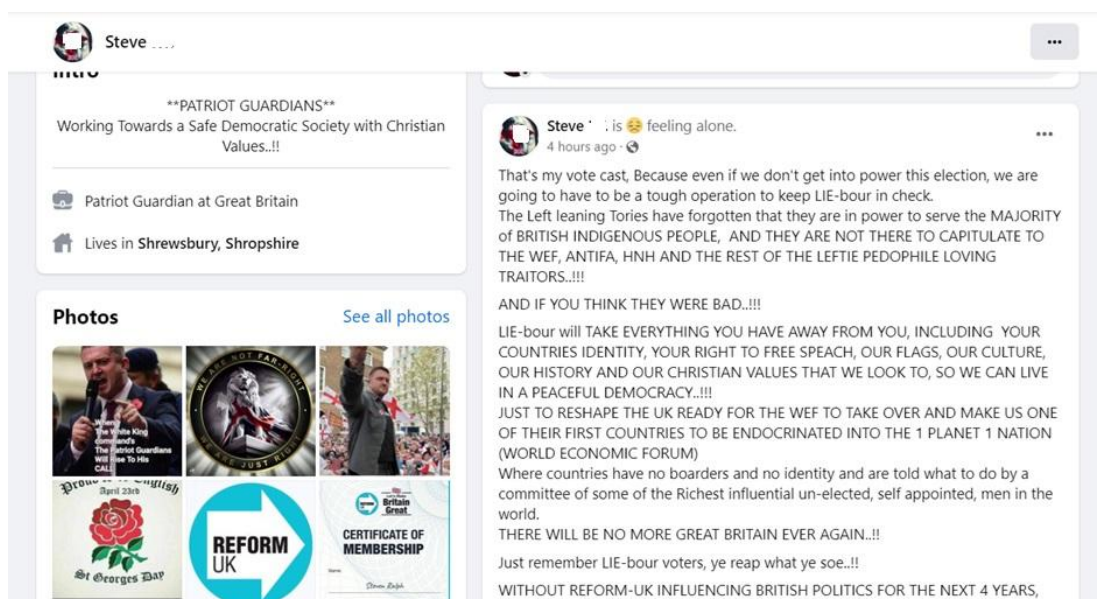 Steve
Intro
**PATRIOT GUARDIANS**
Working Towards a Safe Democratic Society with Christian
Values..!!
Patriot Guardian at Great Britain
Lives in Shrewsbury, Shropshire
Photos
See all photos
When
The White King
command's
The Patriot Guardians
Will Rise To His
CALL
WE ARE NOT FAR-RIGHT
WE ARE JUST RIGHT
Proud to be English
April 23rd
St Georges Day
REFORM
UK
Britain
Great
CERTIFICATE OF
MEMBERSHIP
Steve is feeling alone.
4 hours ago ·
That's my vote cast, Because even if we don't get into power this election, we are
going to have to be a tough operation to keep LIE-bour in check.
The Left leaning Tories have forgotten that they are in power to serve the MAJORITY
of BRITISH INDIGENOUS PEOPLE, AND THEY ARE NOT THERE TO CAPITULATE TO
THE WEF, ANTIFA, HNH AND THE REST OF THE LEFTIE PEDOPHILE LOVING
TRAITORS..!!!
AND IF YOU THINK THEY WERE BAD..!!!
LIE-bour will TAKE EVERYTHING YOU HAVE AWAY FROM YOU, INCLUDING YOUR
COUNTRIES IDENTITY, YOUR RIGHT TO FREE SPEACH, OUR FLAGS, OUR CULTURE,
OUR HISTORY AND OUR CHRISTIAN VALUES THAT WE LOOK TO, SO WE CAN LIVE
IN A PEACEFUL DEMOCRACY..!!!
JUST TO RESHAPE THE UK READY FOR THE WEF TO TAKE OVER AND MAKE US ONE
OF THEIR FIRST COUNTRIES TO BE ENDOCRINATED INTO THE 1 PLANET 1 NATION
(WORLD ECONOMIC FORUM)
Where countries have no boarders and no identity and are told what to do by a
committee of some of the Richest influential un-elected, self appointed, men in the
world.
THERE WILL BE NO MORE GREAT BRITAIN EVER AGAIN..!!
Just remember LIE-bour voters, ye reap what ye soe..!!
WITHOUT REFORM-UK INFLUENCING BRITISH POLITICS FOR THE NEXT 4 YEARS,